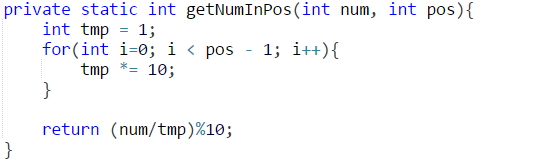 private static int getNumInPos(int num, int pos){
    int tmp = 1;
    for(int i=0; i < pos - 1; i++){
        tmp *= 10;
    }

    return (num/tmp)%10;
}